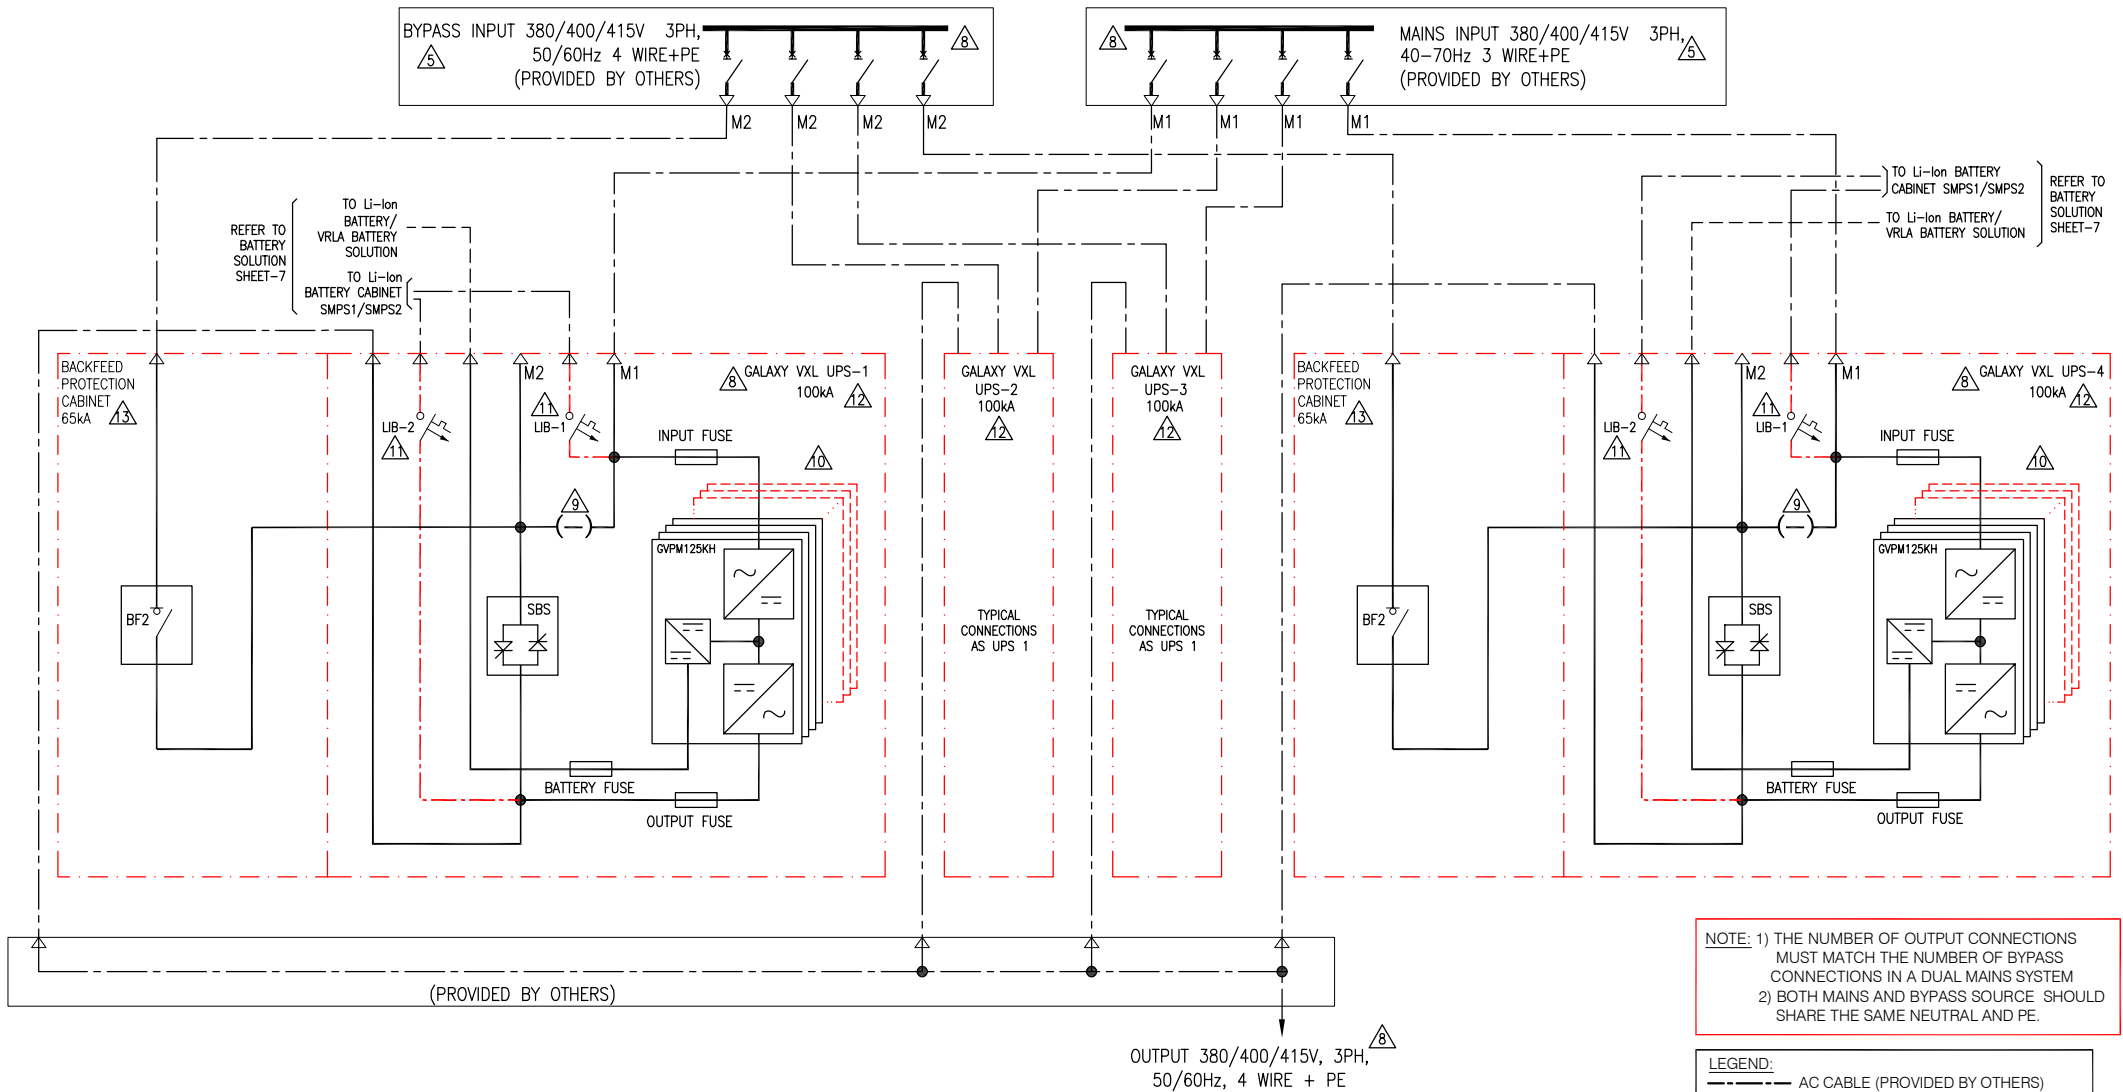 BYPASS INPUT 380/400/415V 3PH,
50/60Hz 4 WIRE+PE
(PROVIDED BY OTHERS)
5
8
8
MAINS INPUT 380/400/415V 3PH,
40-70Hz 3 WIRE+PE
(PROVIDED BY OTHERS)
5
M2
M2
M2
M2
M1
M1
M1
M1
REFER TO
BATTERY
SOLUTION
SHEET-7
TO Li-Ion
BATTERY/
VRLA BATTERY
SOLUTION
TO Li-Ion
BATTERY CABINET
SMPS1/SMPS2
TO Li-Ion BATTERY
CABINET SMPS1/SMPS2
TO Li-Ion BATTERY/
VRLA BATTERY SOLUTION
REFER TO
BATTERY
SOLUTION
SHEET-7
BACKFEED
PROTECTION
CABINET
65kA
13
M2
M1
8
GALAXY VXL UPS-1
100kA
12
LIB-2
11
11
LIB-1
INPUT FUSE
10
9
GVPM125KH
BF2
SBS
BATTERY FUSE
OUTPUT FUSE
GALAXY VXL
UPS-2
100kA
12
TYPICAL
CONNECTIONS
AS UPS 1
GALAXY VXL
UPS-3
100kA
12
TYPICAL
CONNECTIONS
AS UPS 1
BACKFEED
PROTECTION
CABINET
65kA
13
M2
M1
8
GALAXY VXL UPS-4
100kA
12
LIB-2
11
11
LIB-1
INPUT FUSE
10
9
GVPM125KH
BF2
SBS
BATTERY FUSE
OUTPUT FUSE
(PROVIDED BY OTHERS)
OUTPUT 380/400/415V, 3PH,
50/60Hz, 4 WIRE + PE
8
NOTE: 1) THE NUMBER OF OUTPUT CONNECTIONS
MUST MATCH THE NUMBER OF BYPASS
CONNECTIONS IN A DUAL MAINS SYSTEM
2) BOTH MAINS AND BYPASS SOURCE SHOULD
SHARE THE SAME NEUTRAL AND PE.
LEGEND:
AC CABLE (PROVIDED BY OTHERS)